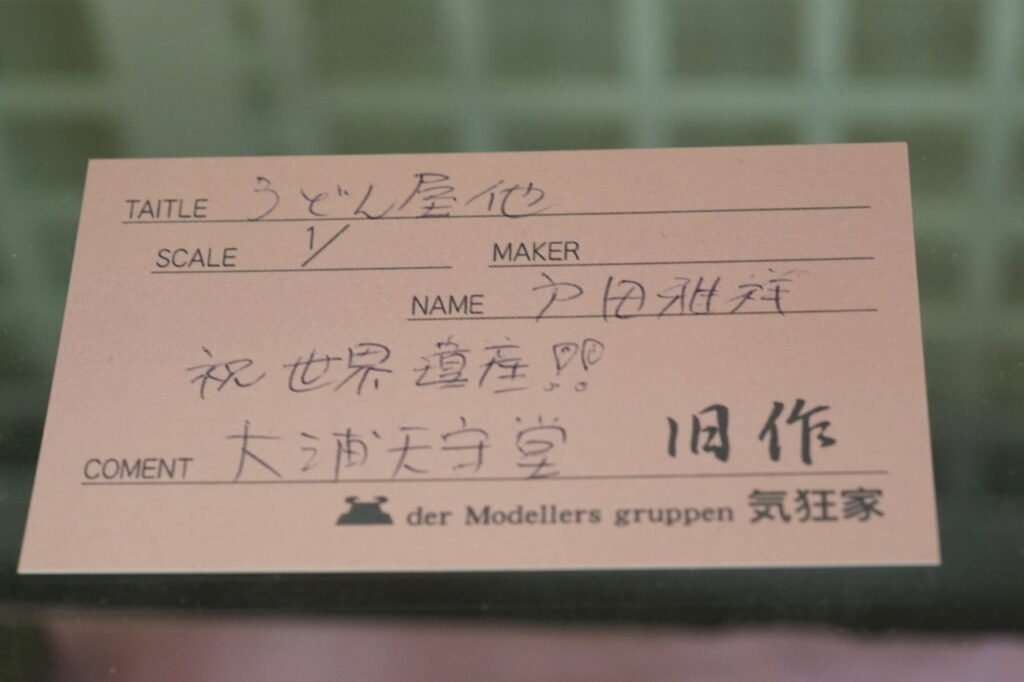 TAITLE うどん屋他
SCALE 1/ MAKER
NAME 戸田雅祥
祝世界遺産!!
COMENT 大浦天守堂 旧作
der Modellers gruppen 気狂家